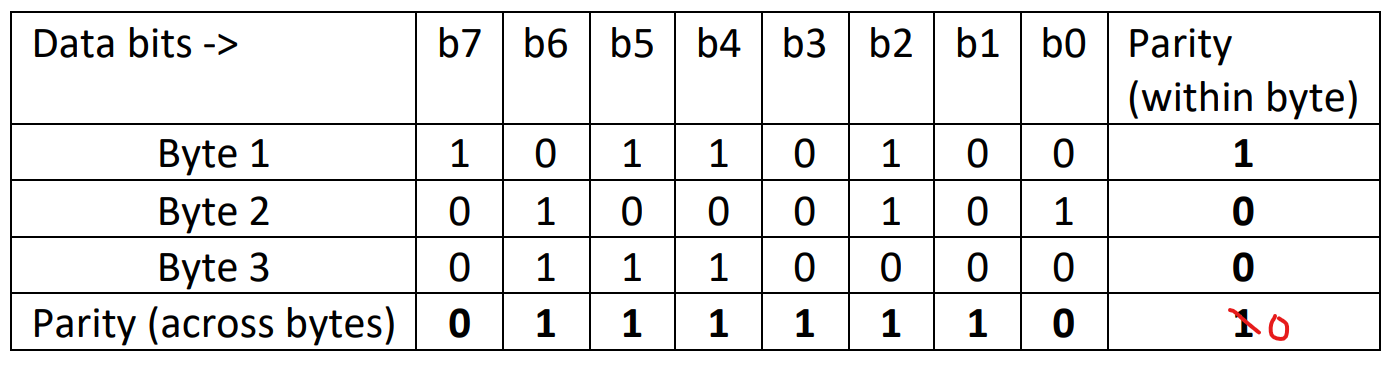 Data bits -> b7 b6 b5 b4 b3 b2 b1 b0 Parity
(within byte)
Byte 1 1 0 1 1 0 1 0 0 1
Byte 2 0 1 0 0 0 1 0 1 0
Byte 3 0 1 1 1 0 0 0 0 0
Parity (across bytes) 0 1 1 1 1 1 1 0 1 0